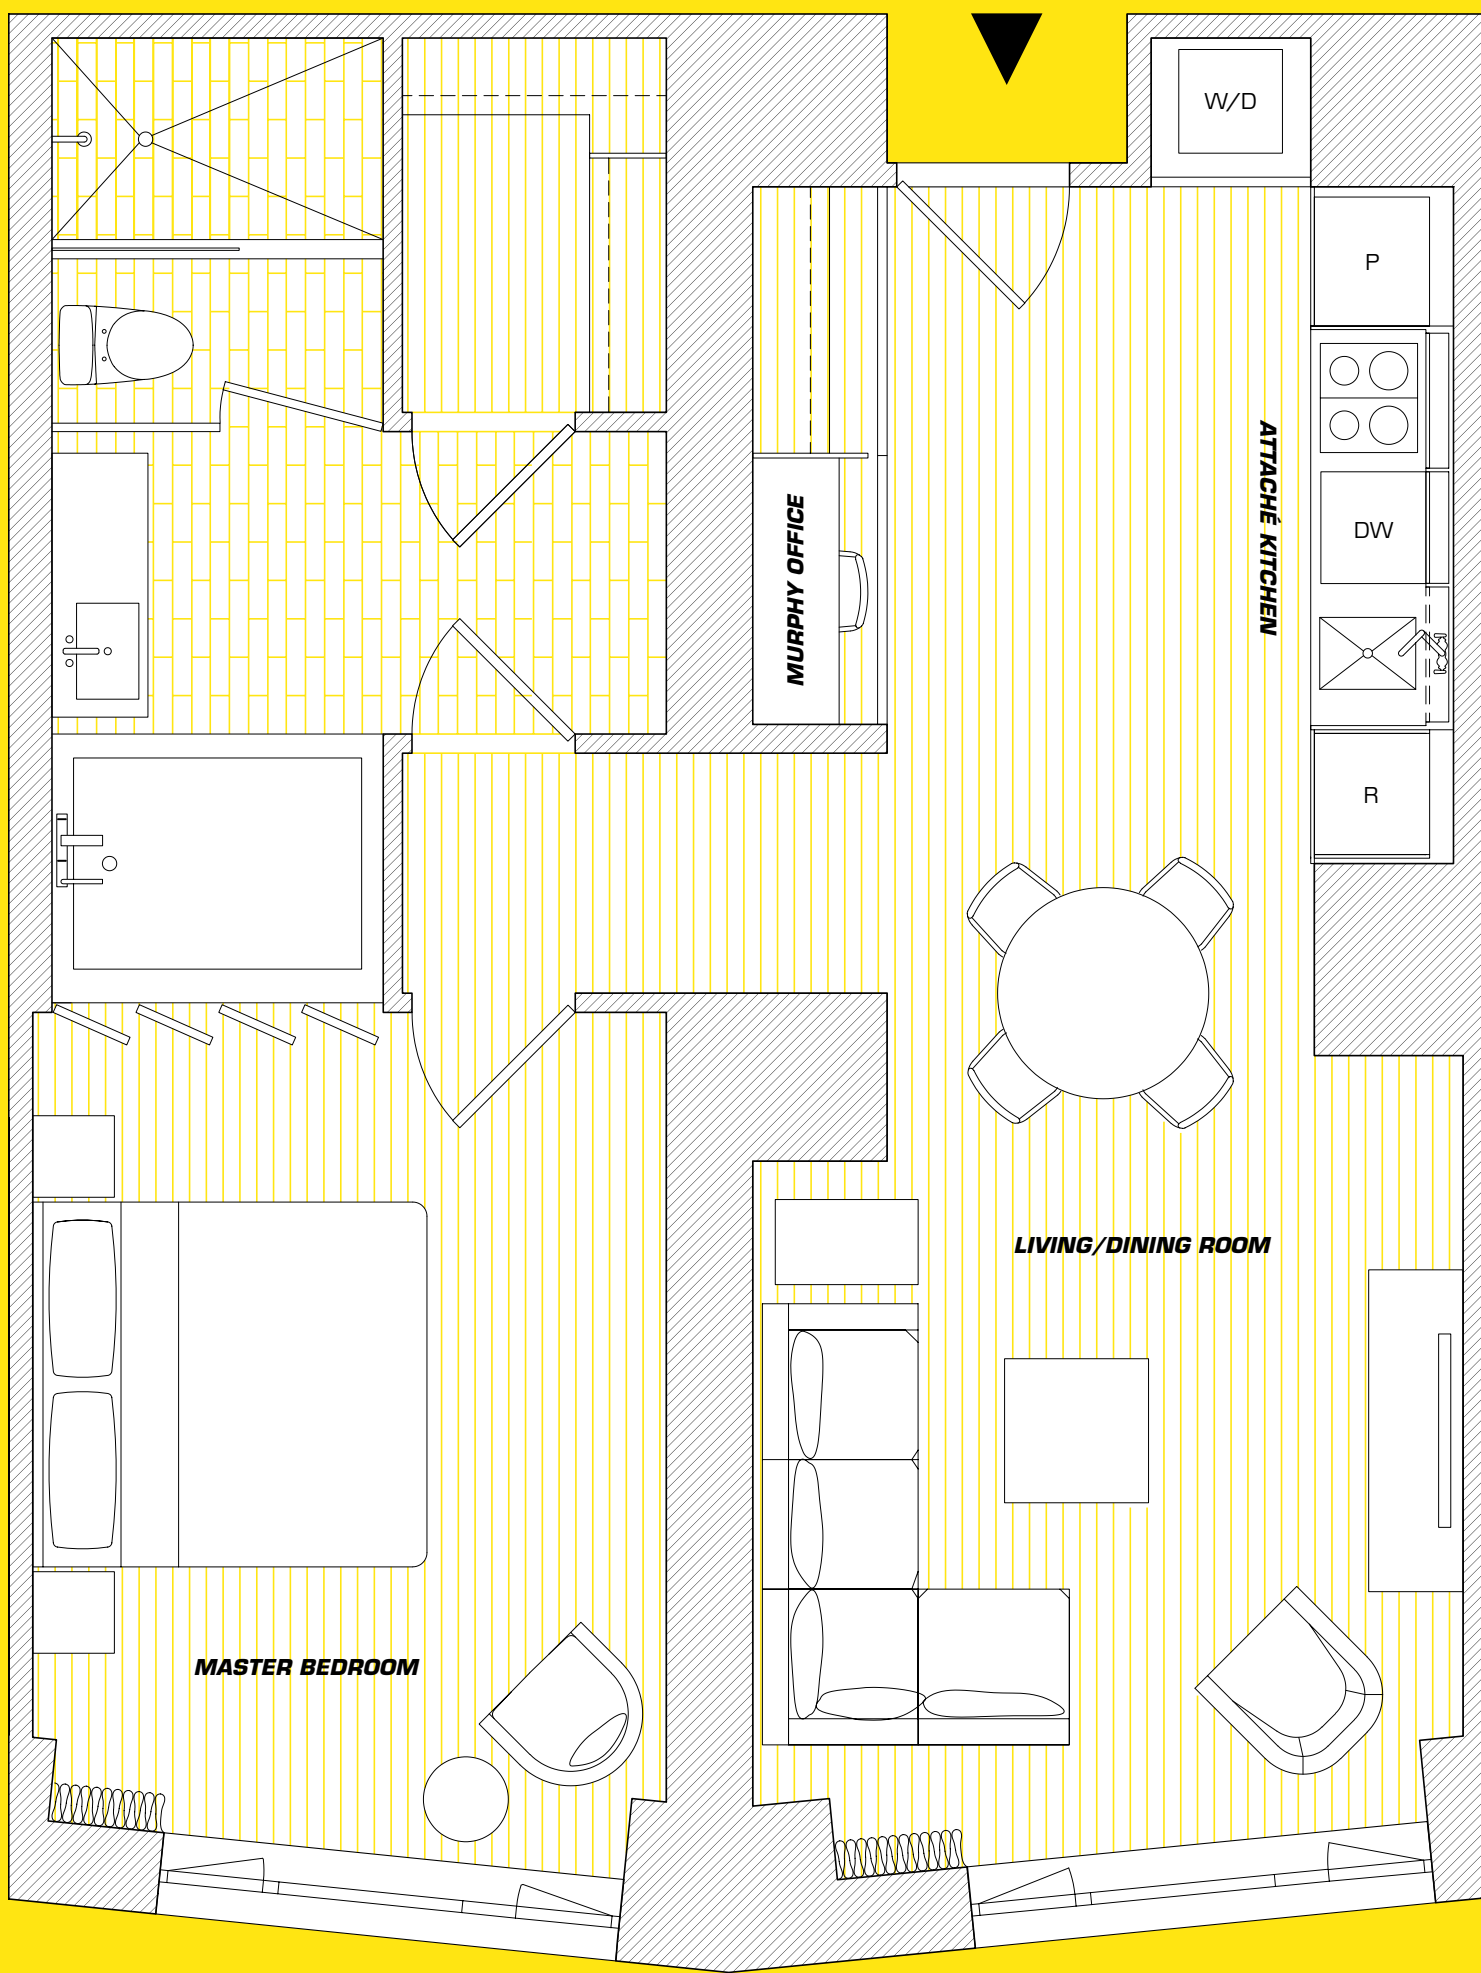 W/D
P
ATTACHÉ KITCHEN
DW
MURPHY OFFICE
R
LIVING/DINING ROOM
MASTER BEDROOM